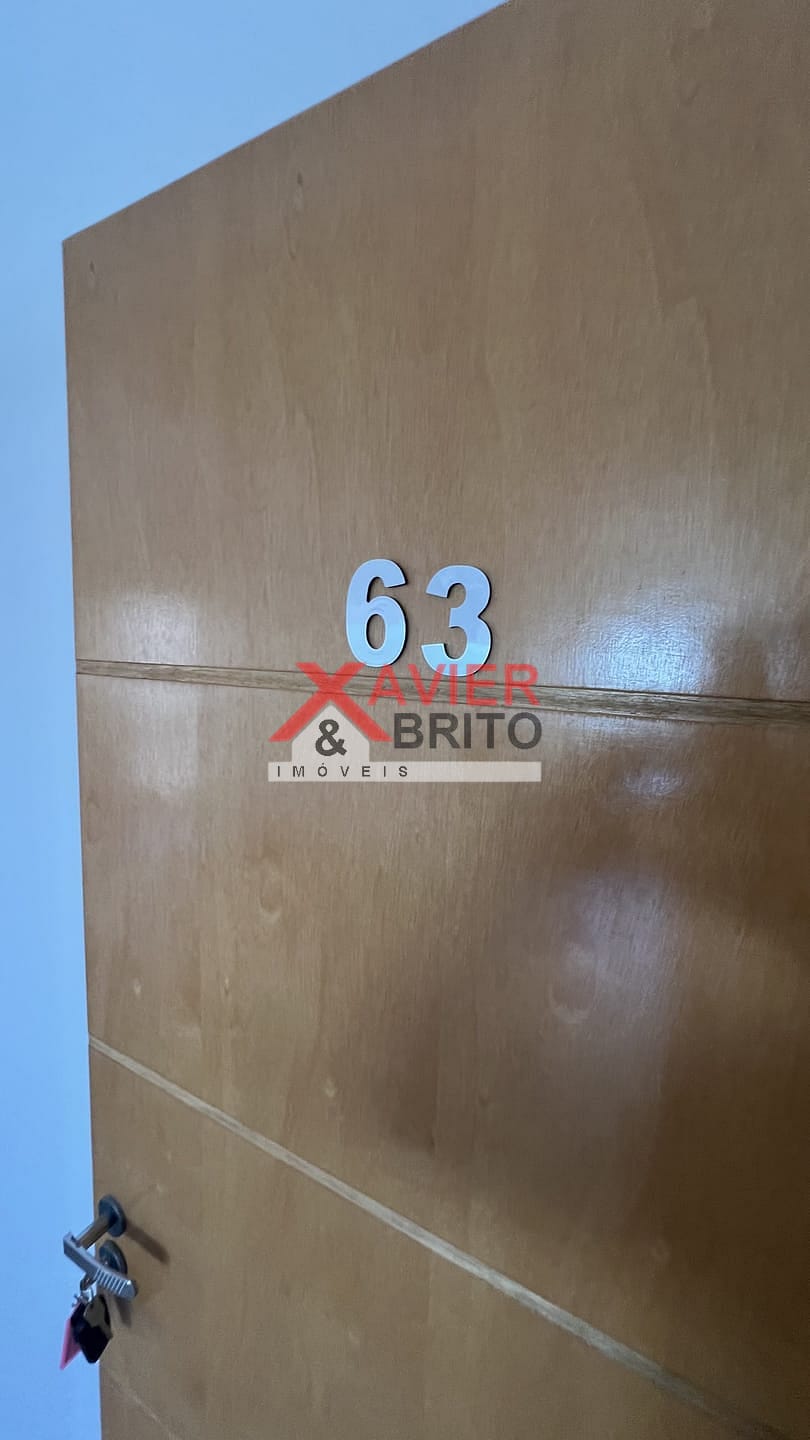 63
XAVIER
& BRITO
IMÓVEIS